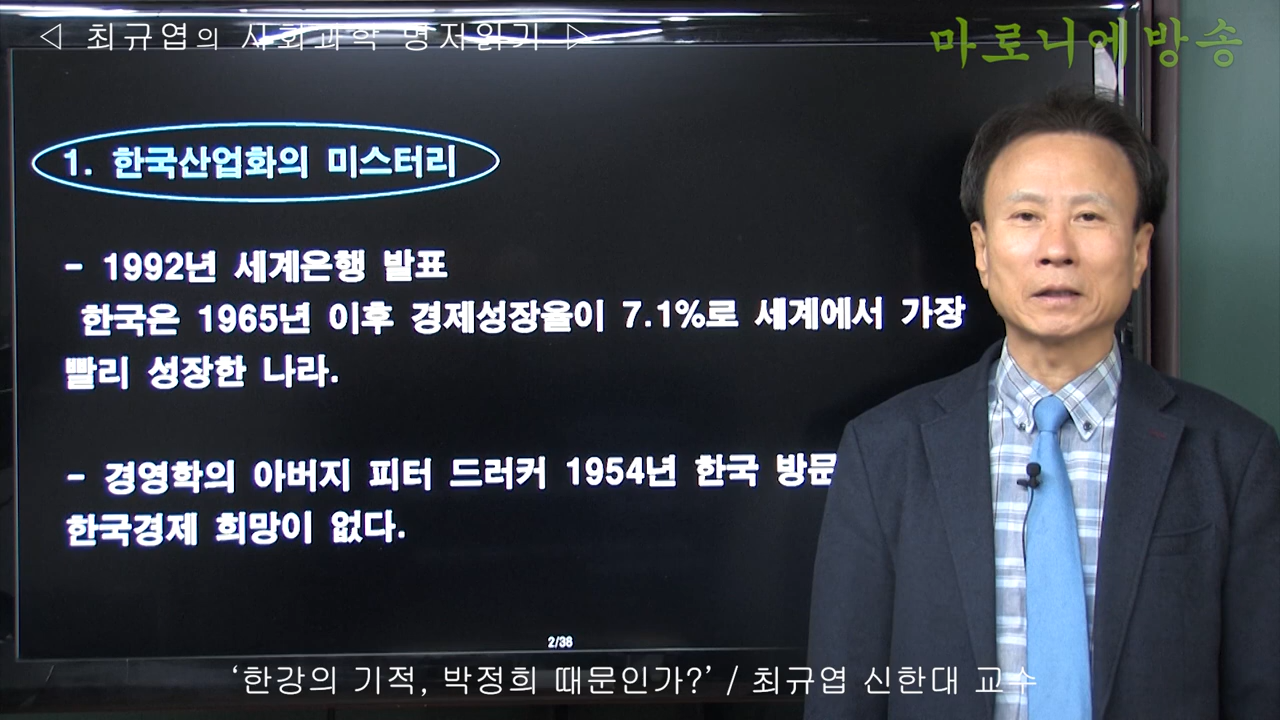 ◁ 최규엽의 사회과학 명저읽기 ▷
마로니에방송
1. 한국산업화의 미스터리
- 1992년 세계은행 발표
한국은 1965년 이후 경제성장율이 7.1%로 세계에서 가장
빨리 성장한 나라.
- 경영학의 아버지 피터 드러커 1954년 한국 방문
한국경제 희망이 없다.
2/38
‘한강의 기적, 박정희 때문인가?’ / 최규엽 신한대 교수